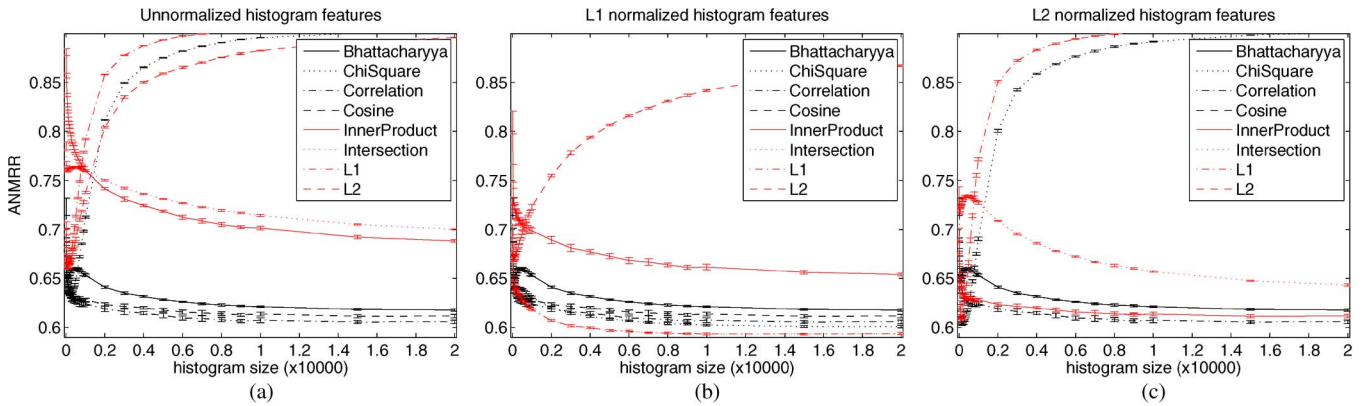 Unnormalized histogram features
ANMRR
0.85
0.8
0.75
0.7
0.65
0.6
Bhattacharyya
ChiSquare
Correlation
Cosine
InnerProduct
Intersection
L1
L2
0 0.2 0.4 0.6 0.8 1 1.2 1.4 1.6 1.8 2
histogram size (x10000)
(a)
L1 normalized histogram features
0.85
0.8
0.75
0.7
0.65
0.6
Bhattacharyya
ChiSquare
Correlation
Cosine
InnerProduct
Intersection
L1
L2
0 0.2 0.4 0.6 0.8 1 1.2 1.4 1.6 1.8 2
histogram size (x10000)
(b)
L2 normalized histogram features
0.85
0.8
0.75
0.7
0.65
0.6
Bhattacharyya
ChiSquare
Correlation
Cosine
InnerProduct
Intersection
L1
L2
0 0.2 0.4 0.6 0.8 1 1.2 1.4 1.6 1.8 2
histogram size (x10000)
(c)